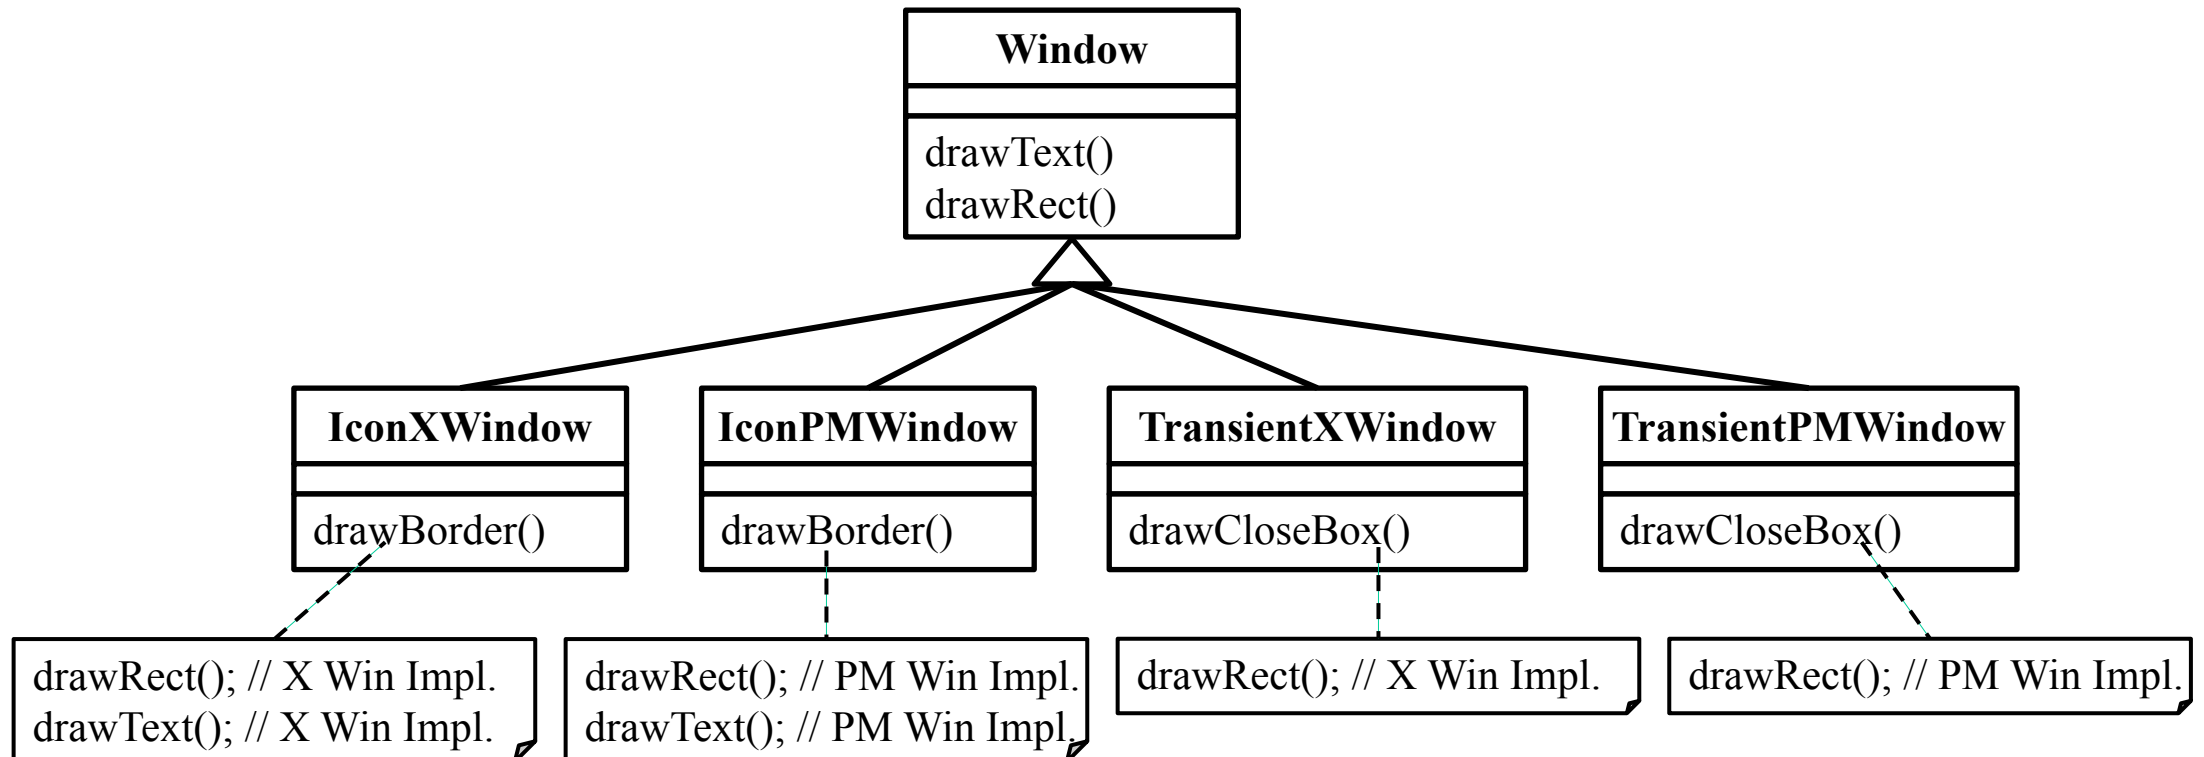 Window
drawText()
drawRect()
IconXWindow
drawBorder()
IconPMWindow
drawBorder()
TransientXWindow
drawCloseBox()
TransientPMWindow
drawCloseBox()
drawRect(); // X Win Impl.
drawText(); // X Win Impl.
drawRect(); // PM Win Impl.
drawText(); // PM Win Impl.
drawRect(); // X Win Impl.
drawRect(); // PM Win Impl.